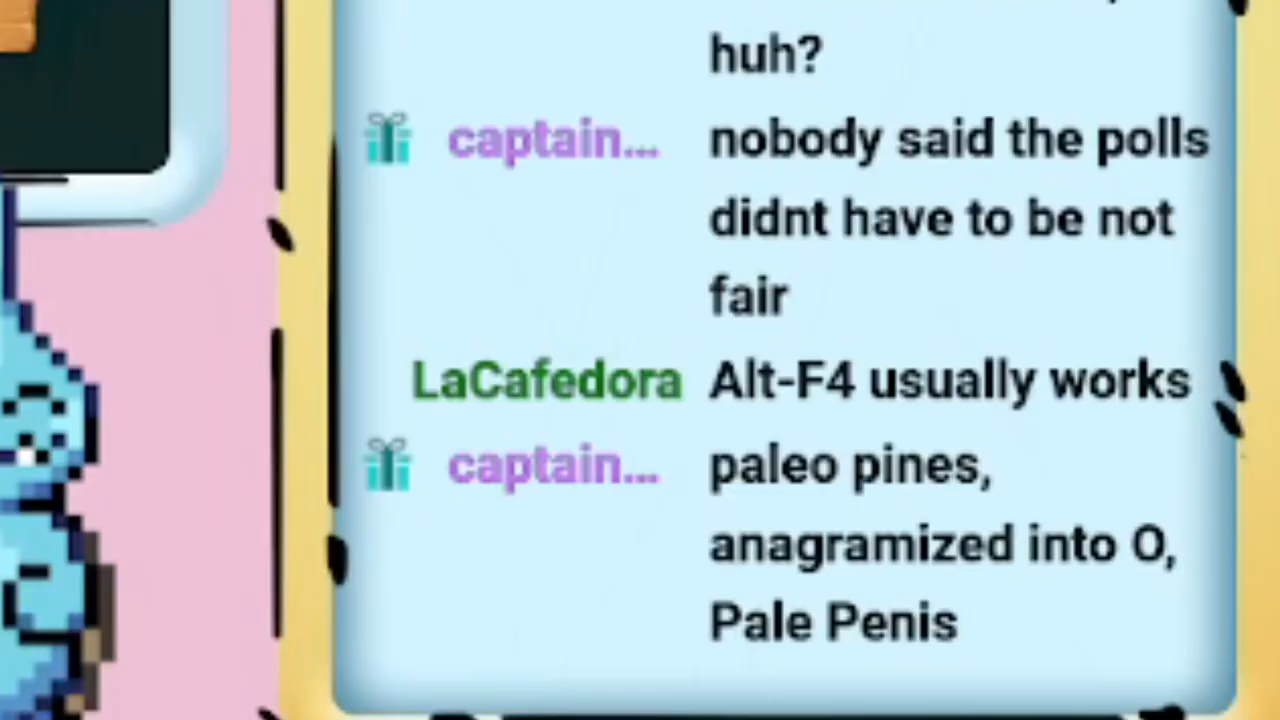 huh?
captain... nobody said the polls
didnt have to be not
fair
LaCafedora Alt-F4 usually works
captain... paleo pines,
anagramized into O,
Pale Penis